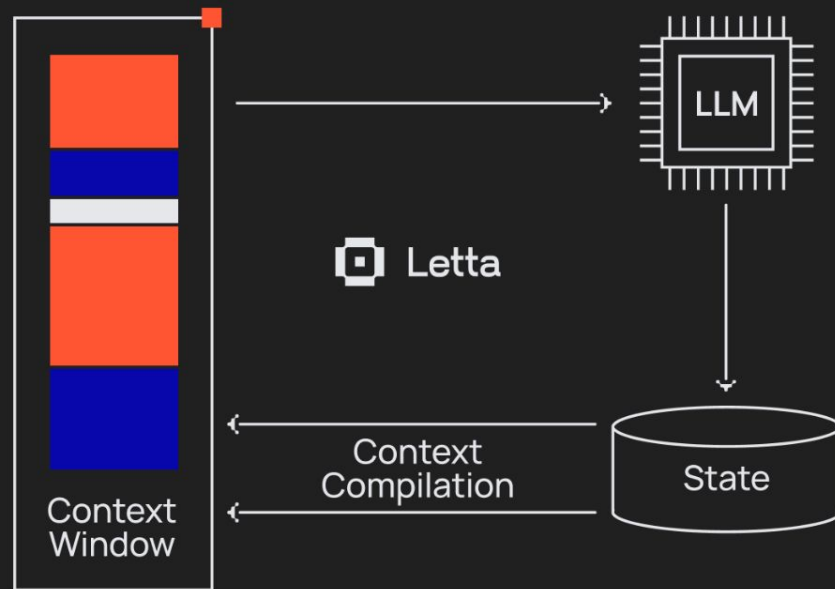 LLM
Letta
Context
Compilation
State
Context
Window